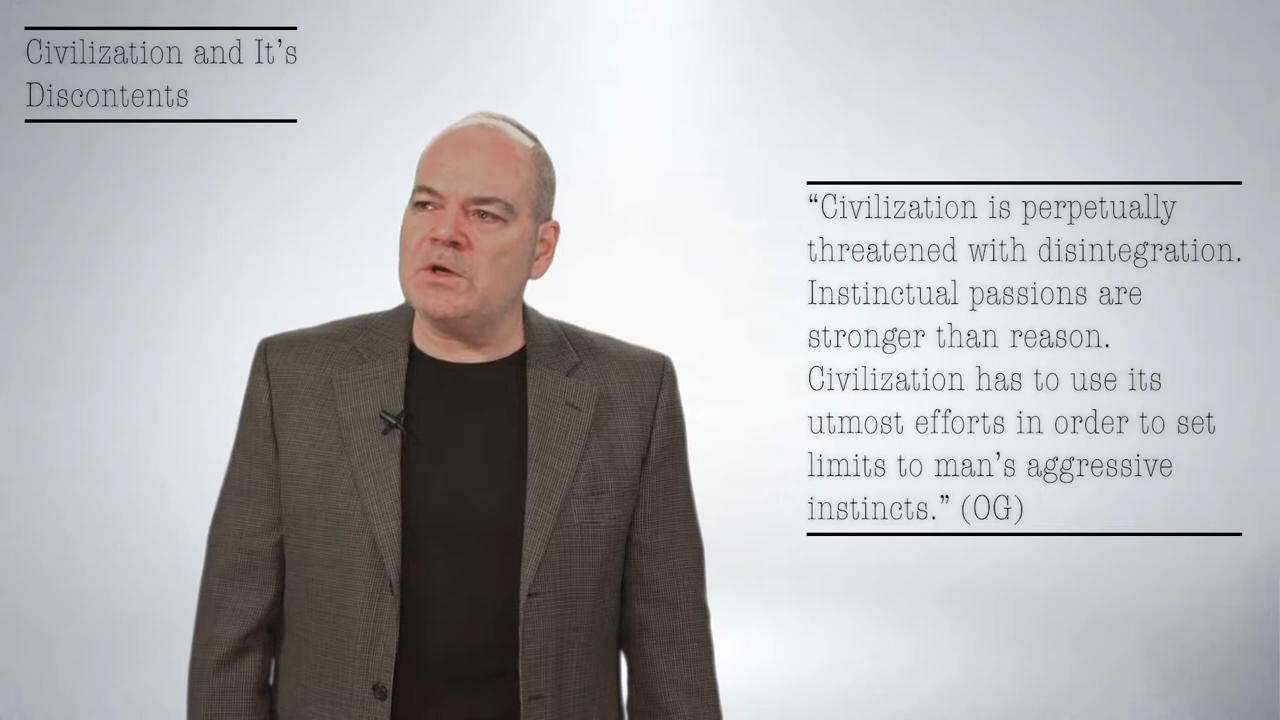 Civilization and It’s
Discontents
“Civilization is perpetually
threatened with disintegration.
Instinctual passions are
stronger than reason.
Civilization has to use its
utmost efforts in order to set
limits to man’s aggressive
instincts.” (OG)